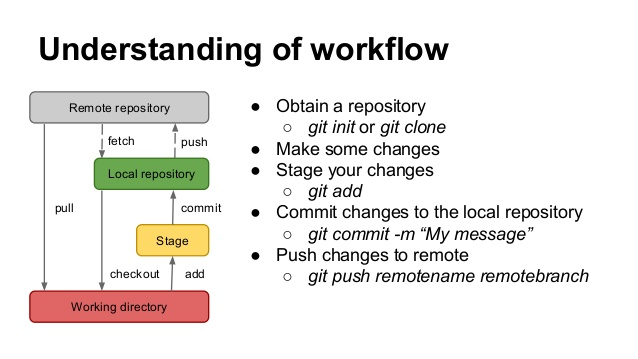 Understanding of workflow
Remote repository
fetch
push
Local repository
pull
commit
Stage
checkout
add
Working directory
● Obtain a repository
○ git init or git clone
● Make some changes
● Stage your changes
○ git add
● Commit changes to the local repository
○ git commit -m “My message”
● Push changes to remote
○ git push remotename remotebranch